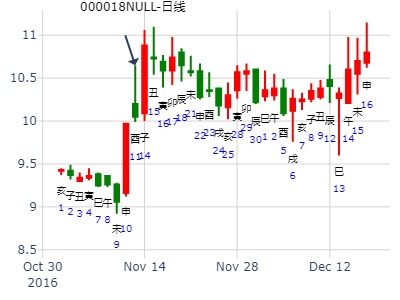 000018NULL-日线
11
10.5
10
9.5
9
8.5
亥
1
子
2
丑
3
寅
4
巳
7
午
8
未
9
申
10
酉
11
子
14
丑
15
寅
16
卯
17
辰
18
未
21
申
22
酉
23
戌
24
亥
25
寅
28
卯
29
辰
30
巳
1
午
2
酉
5
戌
6
亥
7
子
8
丑
9
辰
12
巳
13
午
14
未
15
申
16
Oct 30
2016
Nov 14
Nov 28
Dec 12